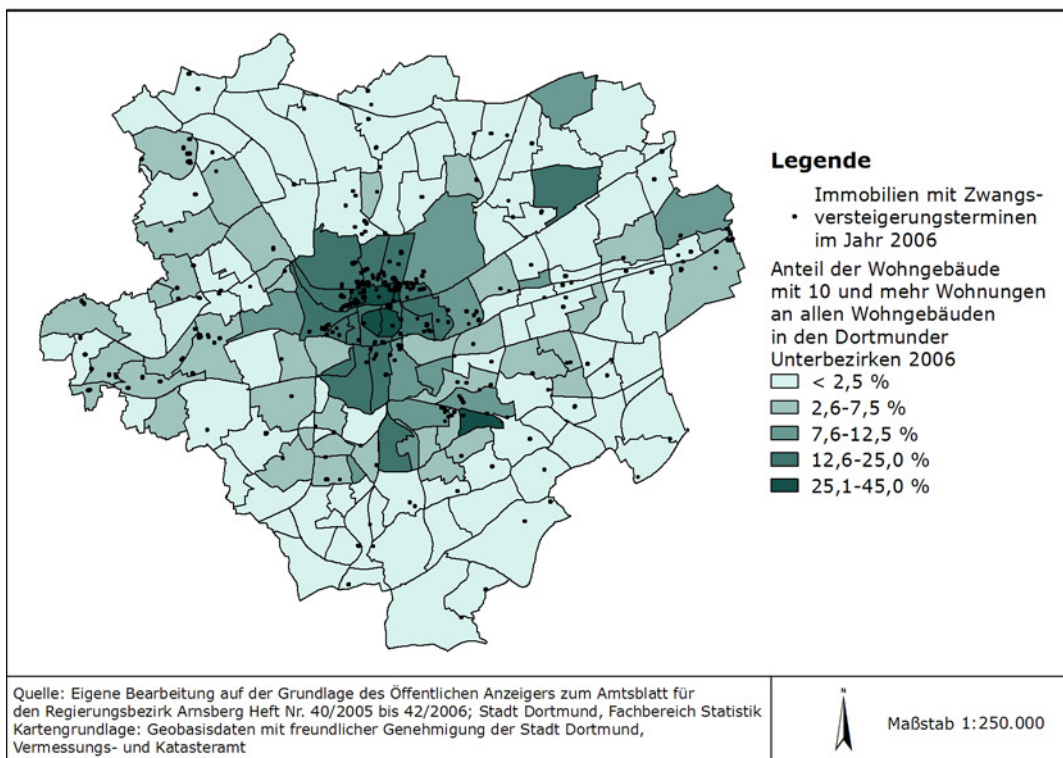 Legende
Immobilien mit Zwangs-
versteigerungsterminen
im Jahr 2006
Anteil der Wohngebäude
mit 10 und mehr Wohnungen
an allen Wohngebäuden
in den Dortmunder
Unterbezirken 2006
< 2,5 %
2,6-7,5 %
7,6-12,5 %
12,6-25,0 %
25,1-45,0 %
Quelle: Eigene Bearbeitung auf der Grundlage des Öffentlichen Anzeigers zum Amtsblatt für
den Regierungsbezirk Arnsberg Heft Nr. 40/2005 bis 42/2006; Stadt Dortmund, Fachbereich Statistik
Kartengrundlage: Geobasisdaten mit freundlicher Genehmigung der Stadt Dortmund,
Vermessungs- und Katasteramt
N
Maßstab 1:250.000